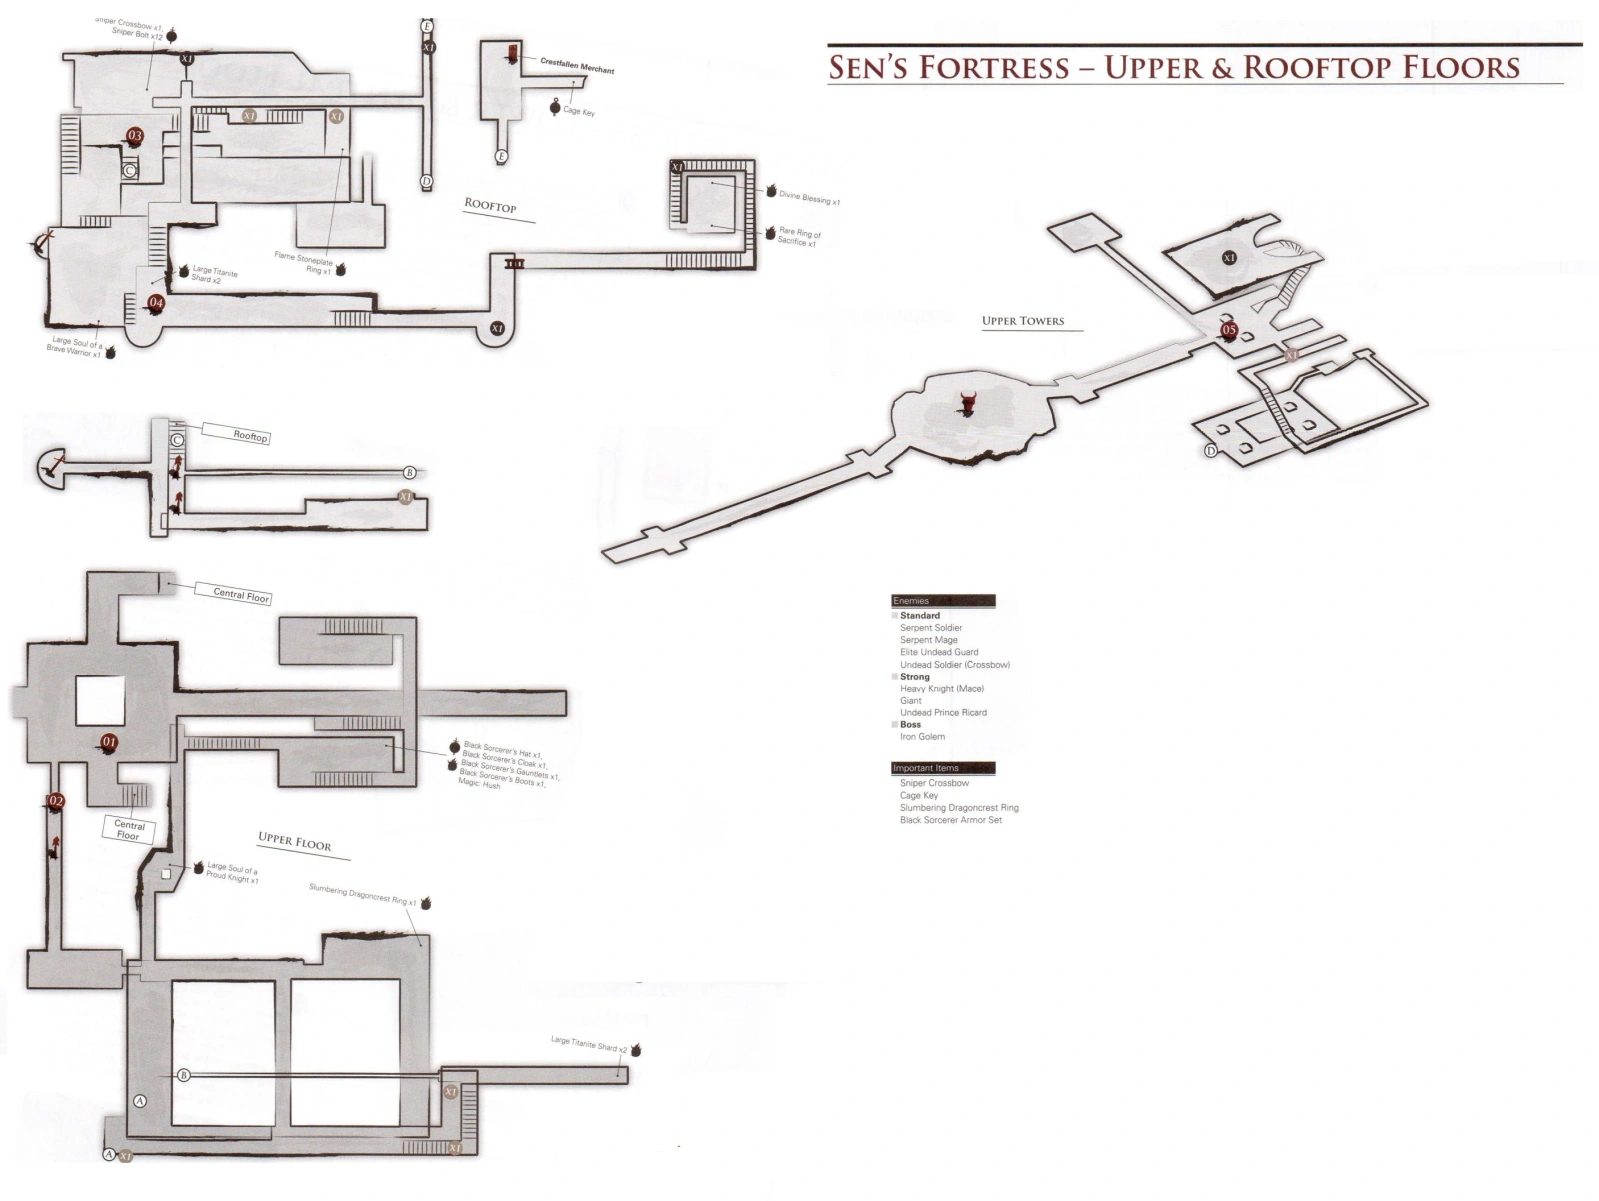 SEN'S FORTRESS – UPPER & ROOFTOP FLOORS
Sniper Crossbow x1,
Sniper Bolt x12
X1
E
X1
Crestfallen Merchant
Cage Key
E
03
X1
X1
C
D
ROOFTOP
X1
Divine Blessing x1
Rare Ring of
Sacrifice x1
Flame Stoneplate
Ring x1
Large Titanite
Shard x2
04
X1
Large Soul of a
Brave Warrior x1
UPPER TOWERS
X1
05
X1
D
Rooftop
C
B
X1
Central Floor
01
02
Central
Floor
Black Sorcerer's Hat x1,
Black Sorcerer's Cloak x1,
Black Sorcerer's Gauntlets x1,
Black Sorcerer's Boots x1,
Magic: Hush
UPPER FLOOR
Large Soul of a
Proud Knight x1
Slumbering Dragoncrest Ring x1
Large Titanite Shard x2
B
X1
A
A
X1
X1
Enemies
Standard
Serpent Soldier
Serpent Mage
Elite Undead Guard
Undead Soldier (Crossbow)
Strong
Heavy Knight (Mace)
Giant
Undead Prince Ricard
Boss
Iron Golem
Important Items
Sniper Crossbow
Cage Key
Slumbering Dragoncrest Ring
Black Sorcerer Armor Set